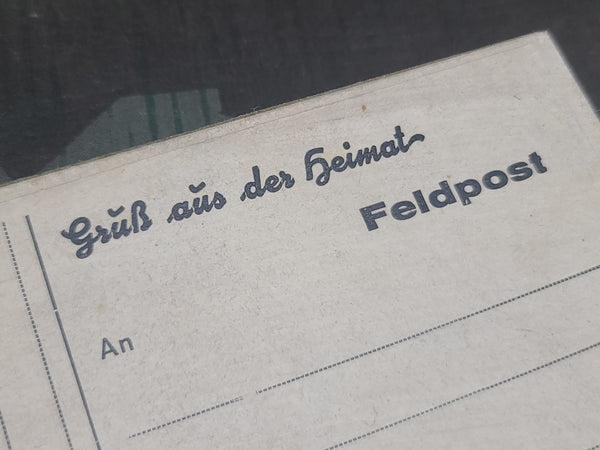 Gruß aus der Heimat
Feldpost
An